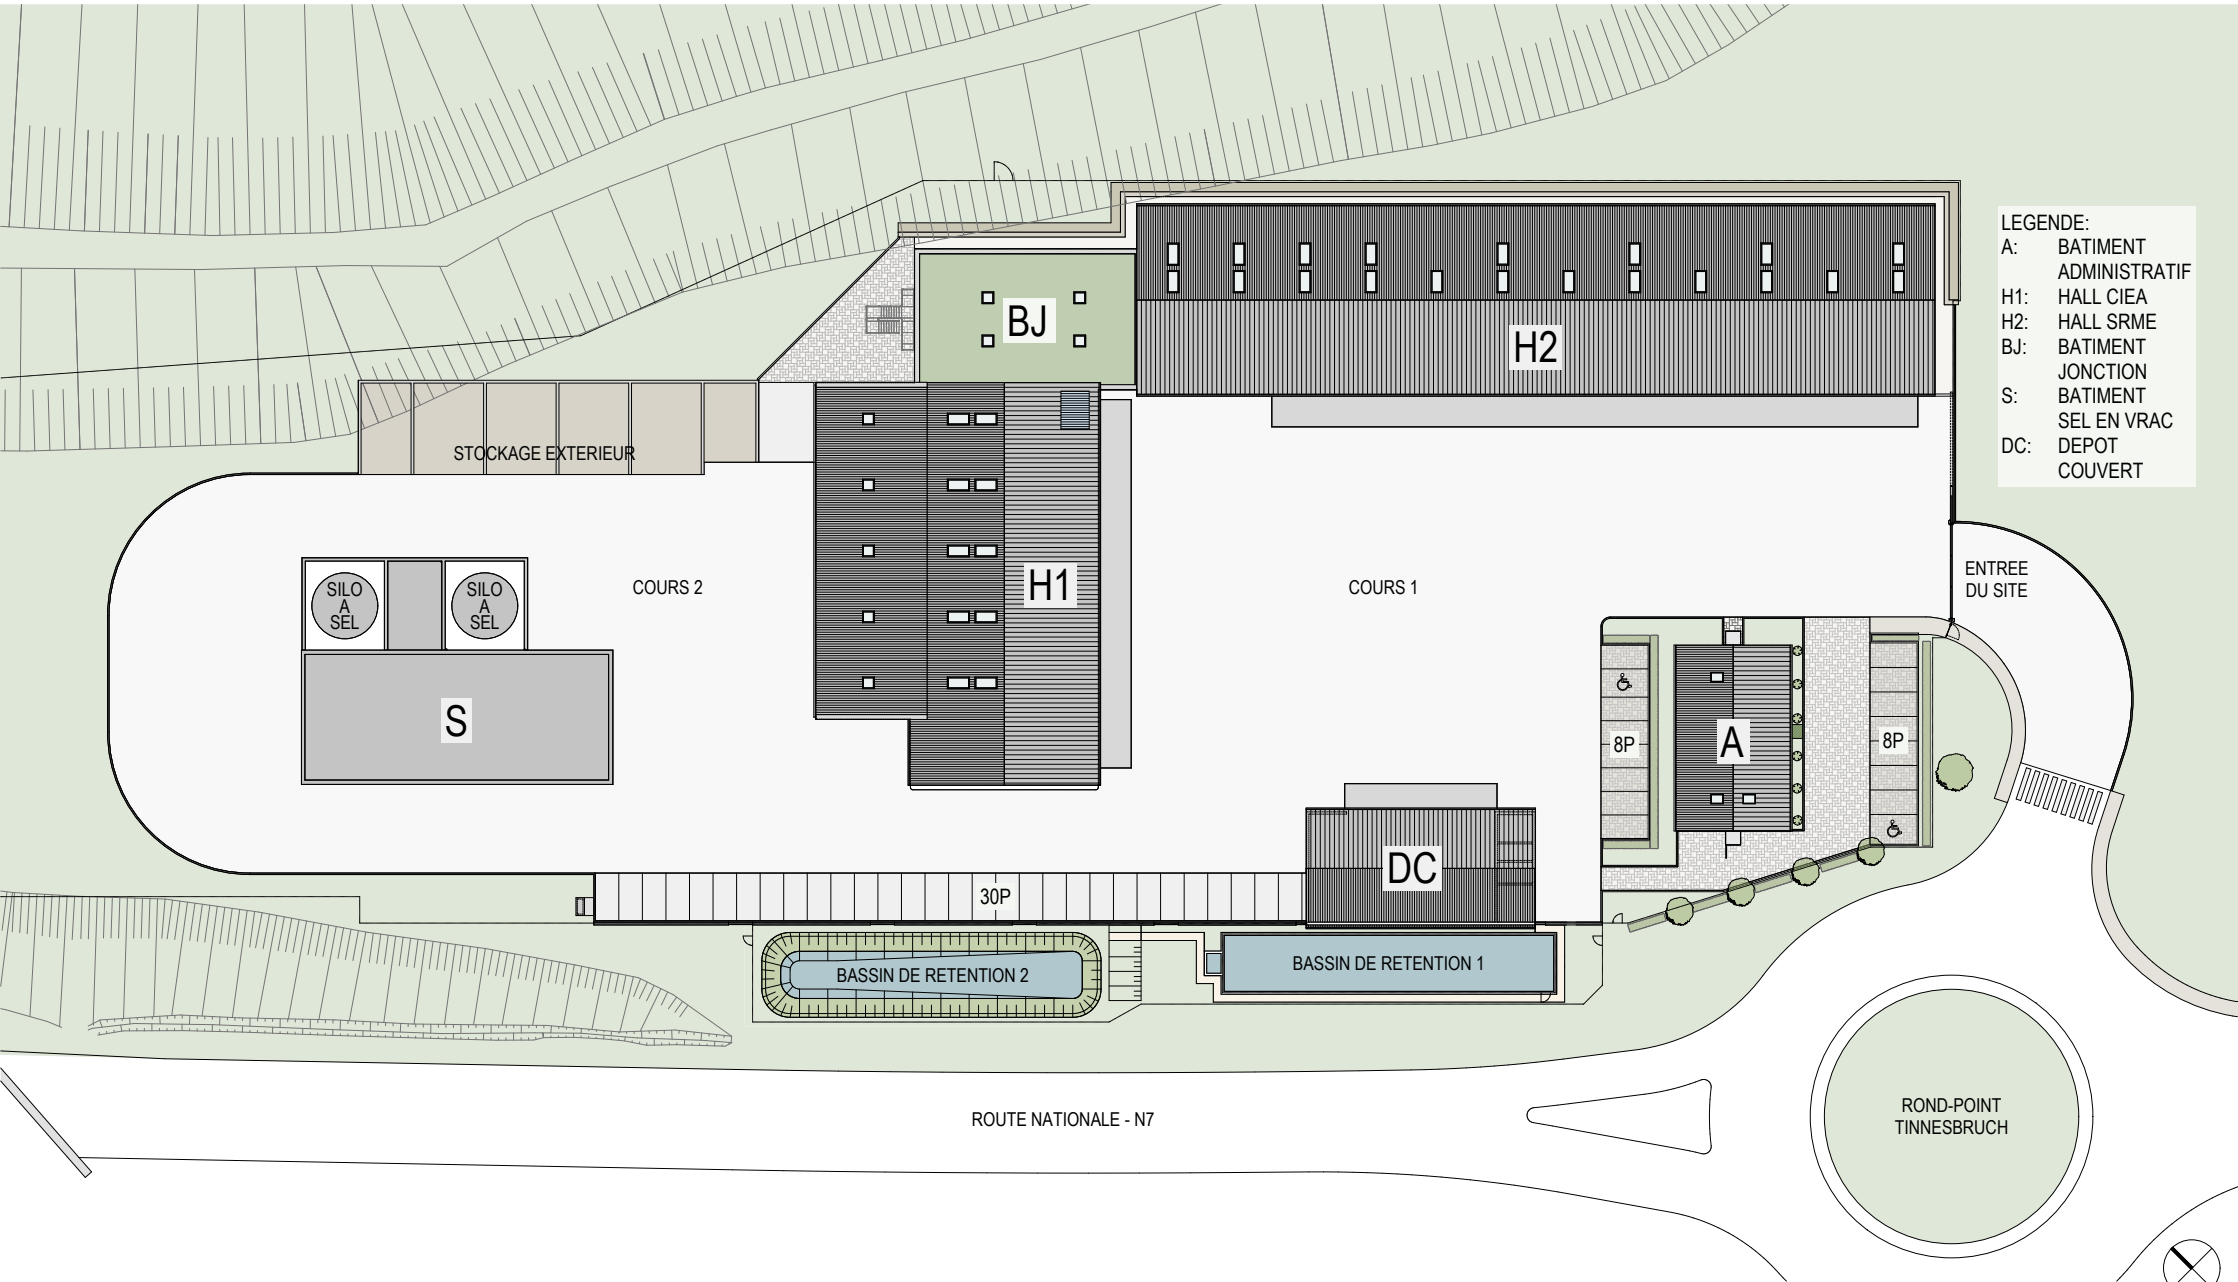 LEGENDE:
A: BATIMENT
ADMINISTRATIF
H1: HALL CIEA
H2: HALL SRME
BJ: BATIMENT
JONCTION
S: BATIMENT
SEL EN VRAC
DC: DEPOT
COUVERT
BJ
H2
STOCKAGE EXTERIEUR
SILO
A
SEL
SILO
A
SEL
COURS 2
H1
COURS 1
ENTREE
DU SITE
S
8P
A
8P
DC
30P
BASSIN DE RETENTION 2
BASSIN DE RETENTION 1
ROUTE NATIONALE - N7
ROND-POINT
TINNESBRUCH